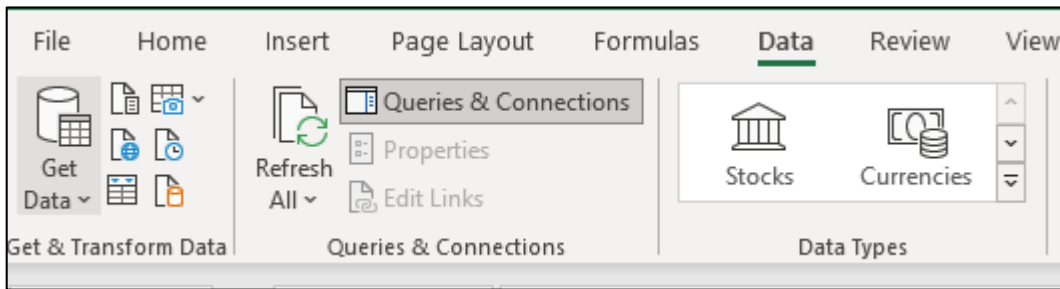 File Home Insert Page Layout Formulas Data Review View
Get
Data
Refresh
All
Queries & Connections
Properties
Edit Links
Stocks
Currencies
Get & Transform Data
Queries & Connections
Data Types